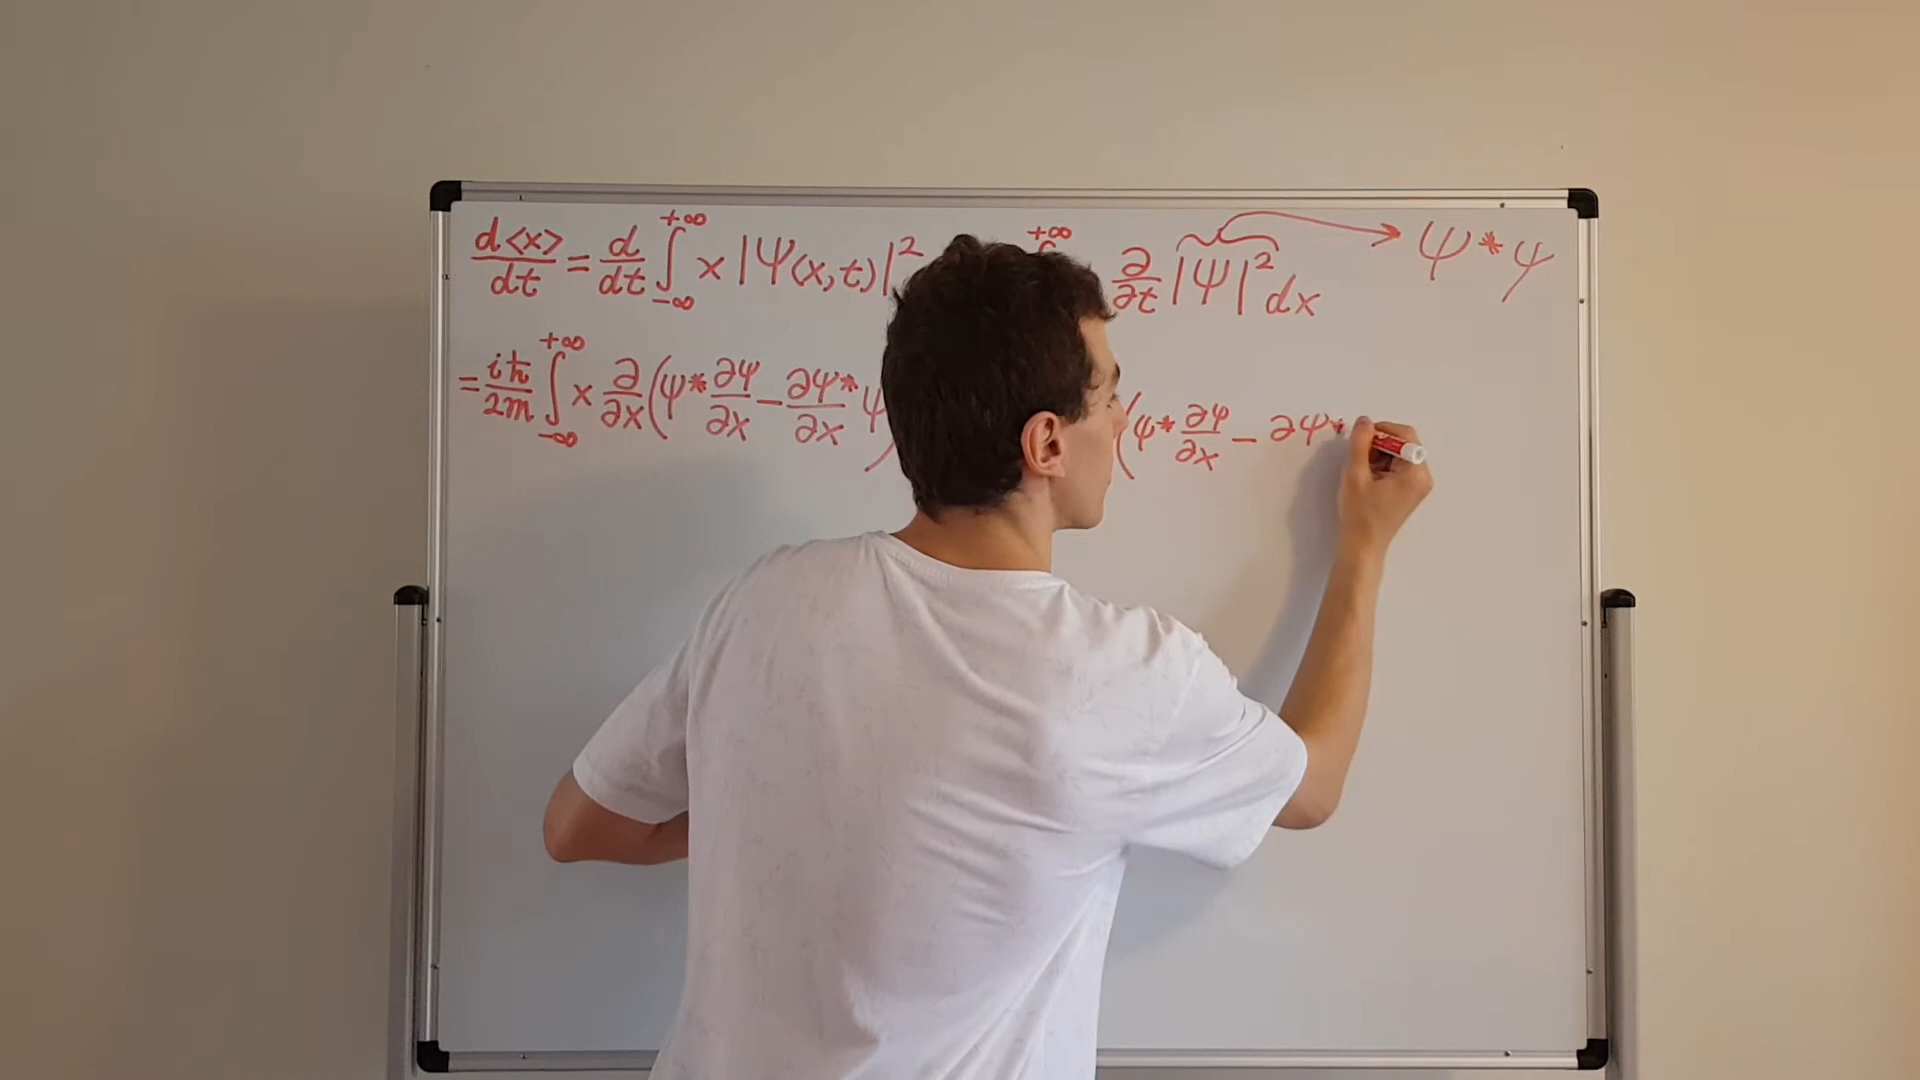 d<x>/dt = d/dt ∫_{-∞}^{+∞} x |Ψ(x,t)|² +∞ ∂/∂t |Ψ|² dx → Ψ*Ψ
= iħ/2m ∫_{-∞}^{+∞} x ∂/∂x (Ψ* ∂Ψ/∂x − ∂Ψ*/∂x Ψ) (Ψ* ∂Ψ/∂x − ∂Ψ*